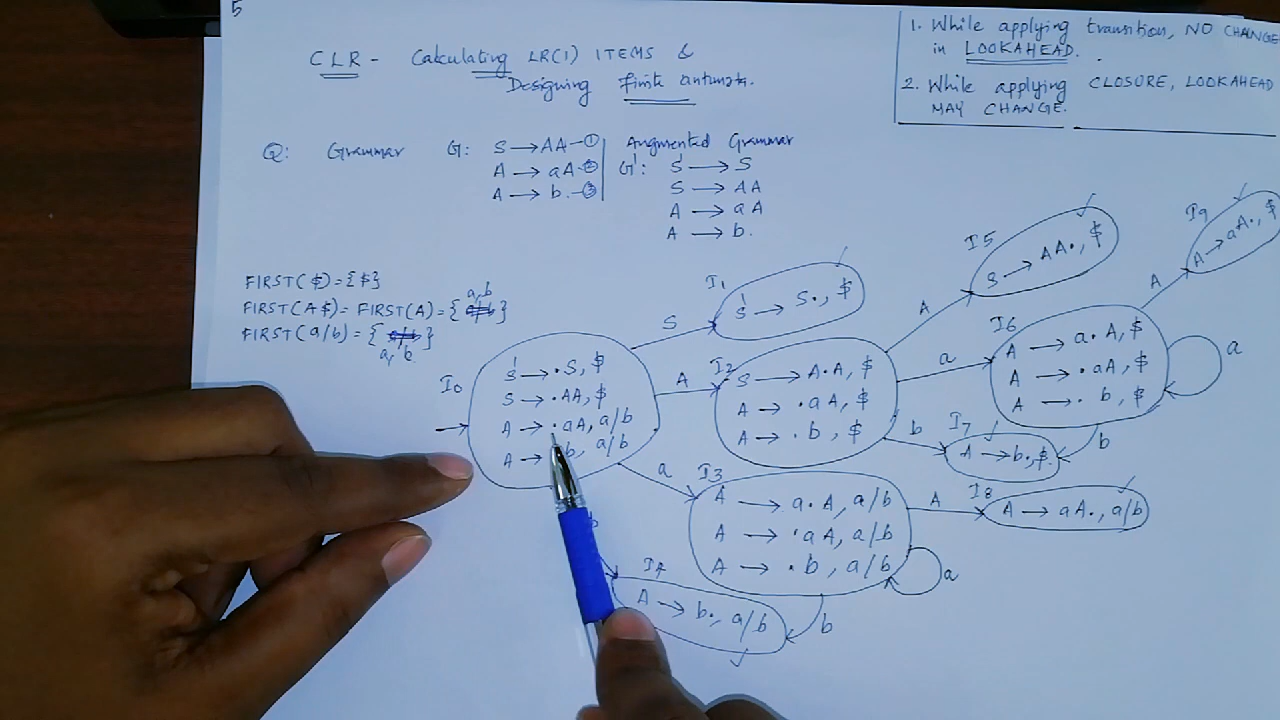 5
CLR - Calculating LR(1) ITEMS &
Designing finite automata.
1. While applying transition, NO CHANGE
in LOOKAHEAD.
2. While applying CLOSURE, LOOKAHEAD
MAY CHANGE.
Q: Grammar G: S → AA - ①
A → aA - ②
A → b. - ③
Augmented Grammar
G': S' → S
S → AA
A → aA
A → b.
FIRST($) = {$}
FIRST(A$) = FIRST(A) = {a, b}
FIRST(a/b) = {a, b}
I0
S' → .S, $
S → .AA, $
A → .aA, a/b
A → b, a/b
S
I1
S' → S., $
A
I2
S → A.A, $
A → .aA, $
A → .b, $
A
I5
S → AA., $
a
I6
A → a.A, $
A → .aA, $
A → .b, $
a
A
I9
A → aA., $
b
I7
A → b., $
b
a
I3
A → a.A, a/b
A → .aA, a/b
A → .b, a/b
a
A
I8
A → aA., a/b
b
b
I4
A → b., a/b